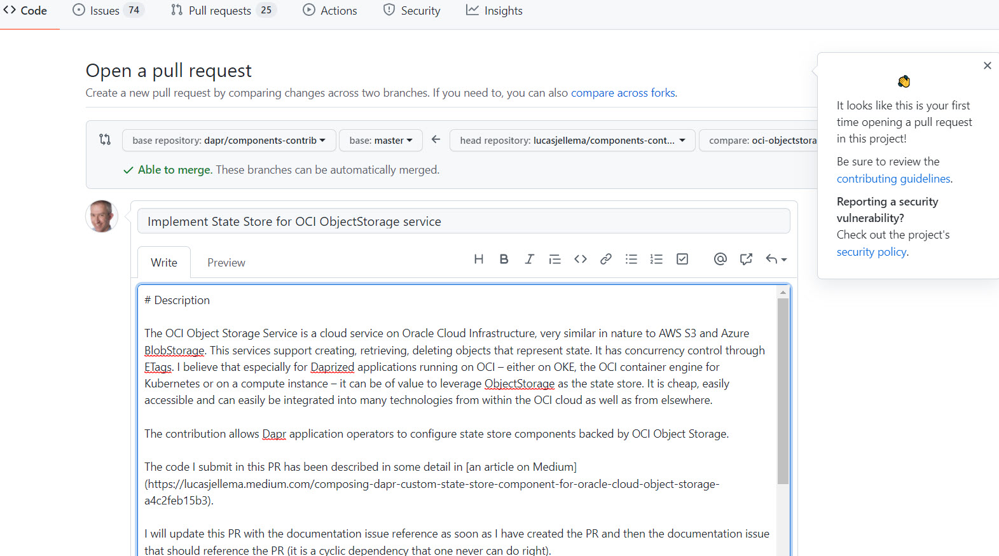 Code Issues 74 Pull requests 25 Actions Security Insights
Open a pull request
Create a new pull request by comparing changes across two branches. If you need to, you can also compare across forks.
base repository: dapr/components-contrib base: master head repository: lucasjellema/components-cont... compare: oci-objectstora
Able to merge. These branches can be automatically merged.
Implement State Store for OCI ObjectStorage service
Write Preview
# Description
The OCI Object Storage Service is a cloud service on Oracle Cloud Infrastructure, very similar in nature to AWS S3 and Azure
BlobStorage. This services support creating, retrieving, deleting objects that represent state. It has concurrency control through
ETags. I believe that especially for Daprized applications running on OCI – either on OKE, the OCI container engine for
Kubernetes or on a compute instance – it can be of value to leverage ObjectStorage as the state store. It is cheap, easily
accessible and can easily be integrated into many technologies from within the OCI cloud as well as from elsewhere.
The contribution allows Dapr application operators to configure state store components backed by OCI Object Storage.
The code I submit in this PR has been described in some detail in [an article on Medium]
(https://lucasjellema.medium.com/composing-dapr-custom-state-store-component-for-oracle-cloud-object-storage-
a4c2feb15b3).
I will update this PR with the documentation issue reference as soon as I have created the PR and then the documentation issue
that should reference the PR (it is a cyclic dependency that one never can do right).
It looks like this is your first
time opening a pull request
in this project!
Be sure to review the
contributing guidelines.
Reporting a security
vulnerability?
Check out the project's
security policy.